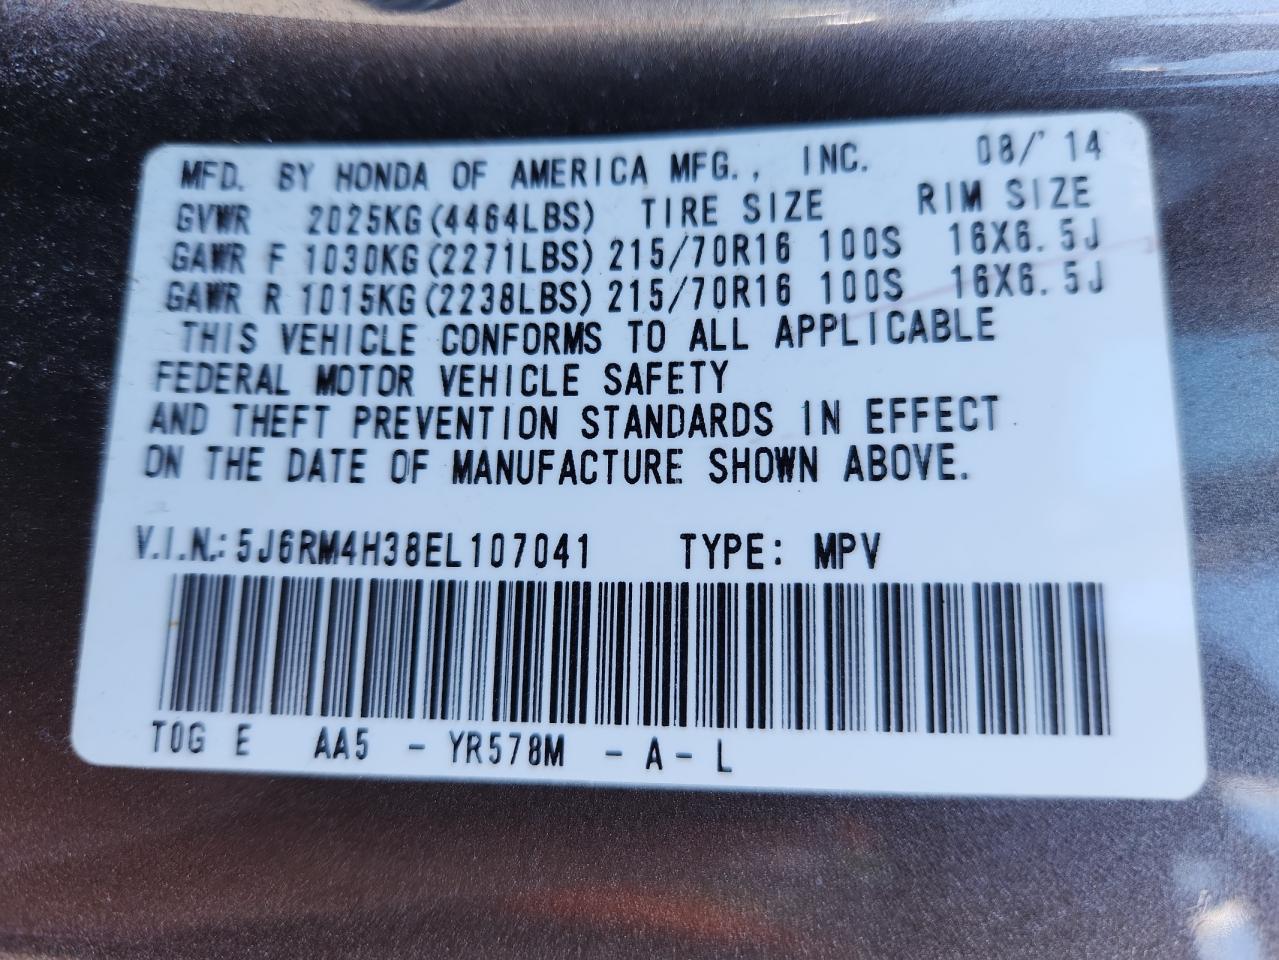 MFD. BY HONDA OF AMERICA MFG., INC. 08/'14
GVWR 2025KG(4464LBS) TIRE SIZE RIM SIZE
GAWR F 1030KG(2271LBS) 215/70R16 100S 16X6.5J
GAWR R 1015KG(2238LBS) 215/70R16 100S 16X6.5J
THIS VEHICLE CONFORMS TO ALL APPLICABLE
FEDERAL MOTOR VEHICLE SAFETY
AND THEFT PREVENTION STANDARDS IN EFFECT
ON THE DATE OF MANUFACTURE SHOWN ABOVE.
V.I.N.: 5J6RM4H38EL107041 TYPE: MPV
T0G E AA5 - YR578M - A - L